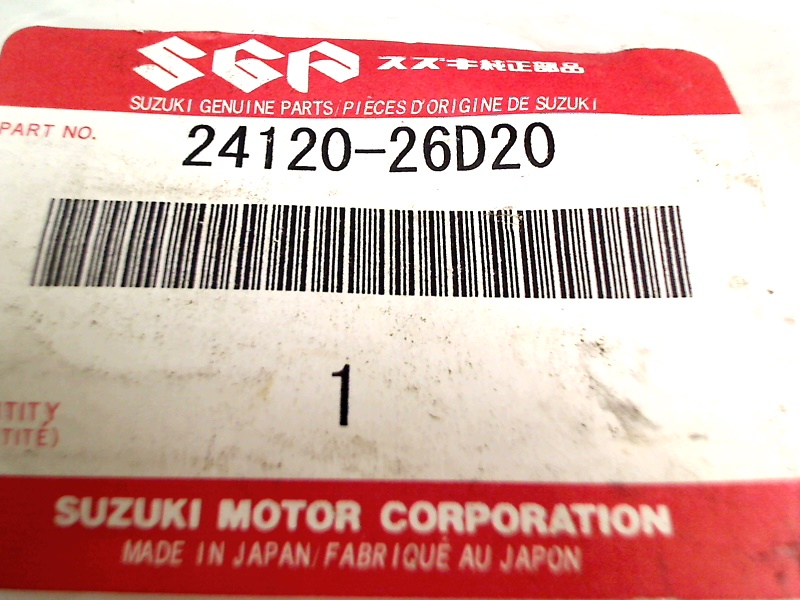 SGP スズキ純正部品
SUZUKI GENUINE PARTS/PIÈCES D'ORIGINE DE SUZUKI
PART NO. 24120-26D20
1
NTITY
TITÉ)
SUZUKI MOTOR CORPORATION
MADE IN JAPAN/FABRIQUÉ AU JAPON